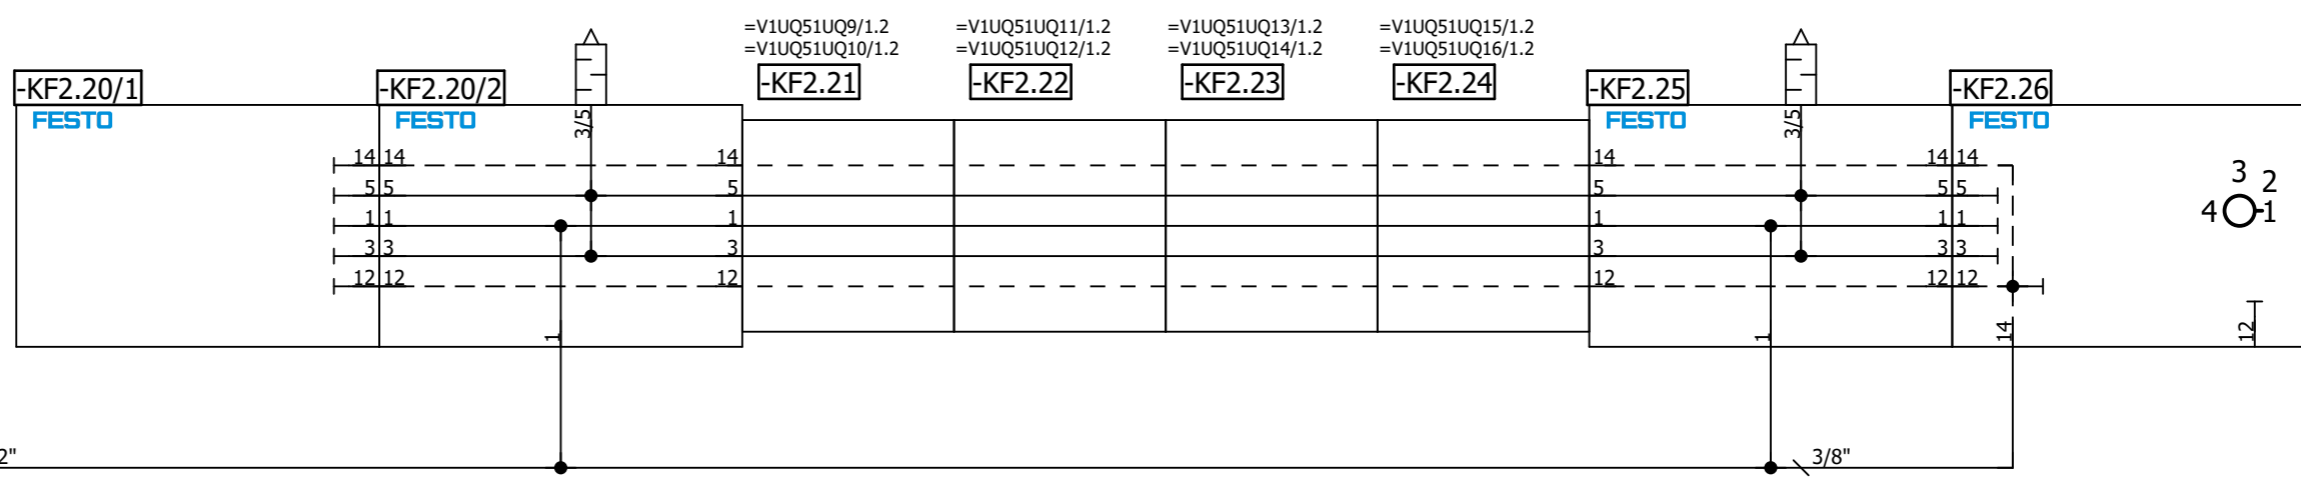 =V1UQ51UQ9/1.2 =V1UQ51UQ11/1.2 =V1UQ51UQ13/1.2 =V1UQ51UQ15/1.2
=V1UQ51UQ10/1.2 =V1UQ51UQ12/1.2 =V1UQ51UQ14/1.2 =V1UQ51UQ16/1.2
-KF2.20/1 -KF2.20/2 -KF2.21 -KF2.22 -KF2.23 -KF2.24 -KF2.25 -KF2.26
FESTO FESTO 3/5 FESTO 3/5 FESTO
14 14 14 14 14 14
5 5 5 5 5 5
1 1 1 1 1 1
3 3 3 3 3 3
12 12 12 12 12 12
3 2
4 1
1 1 14 12
2" 3/8"